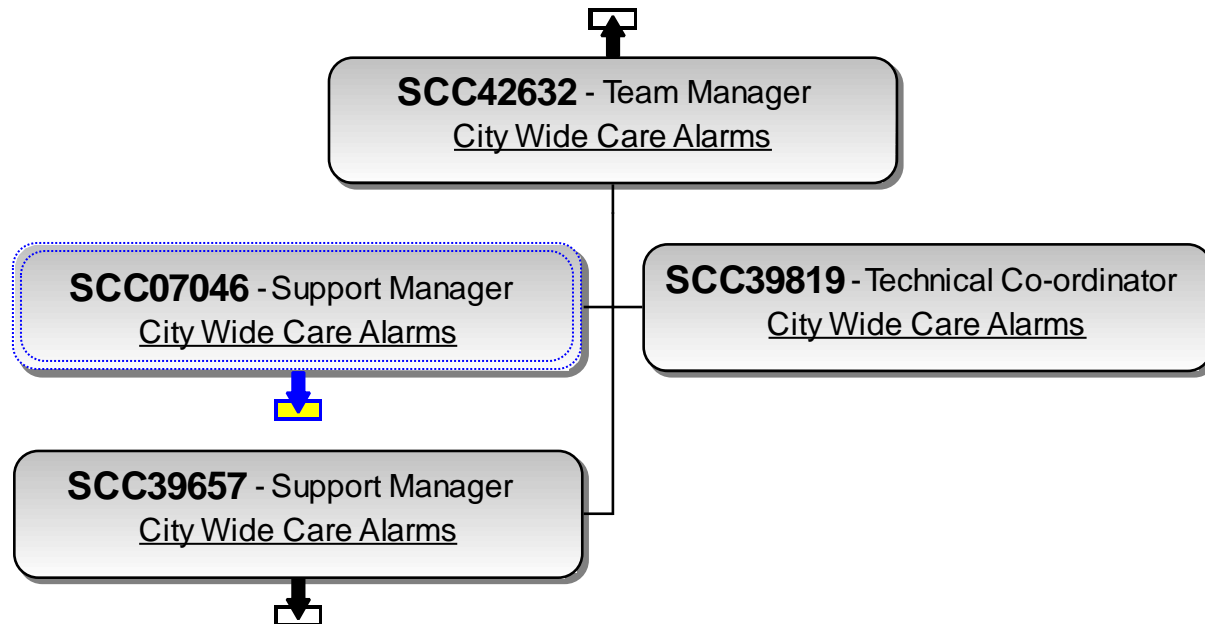 SCC42632 - Team Manager
City Wide Care Alarms
SCC07046 - Support Manager
City Wide Care Alarms
SCC39819 - Technical Co-ordinator
City Wide Care Alarms
SCC39657 - Support Manager
City Wide Care Alarms